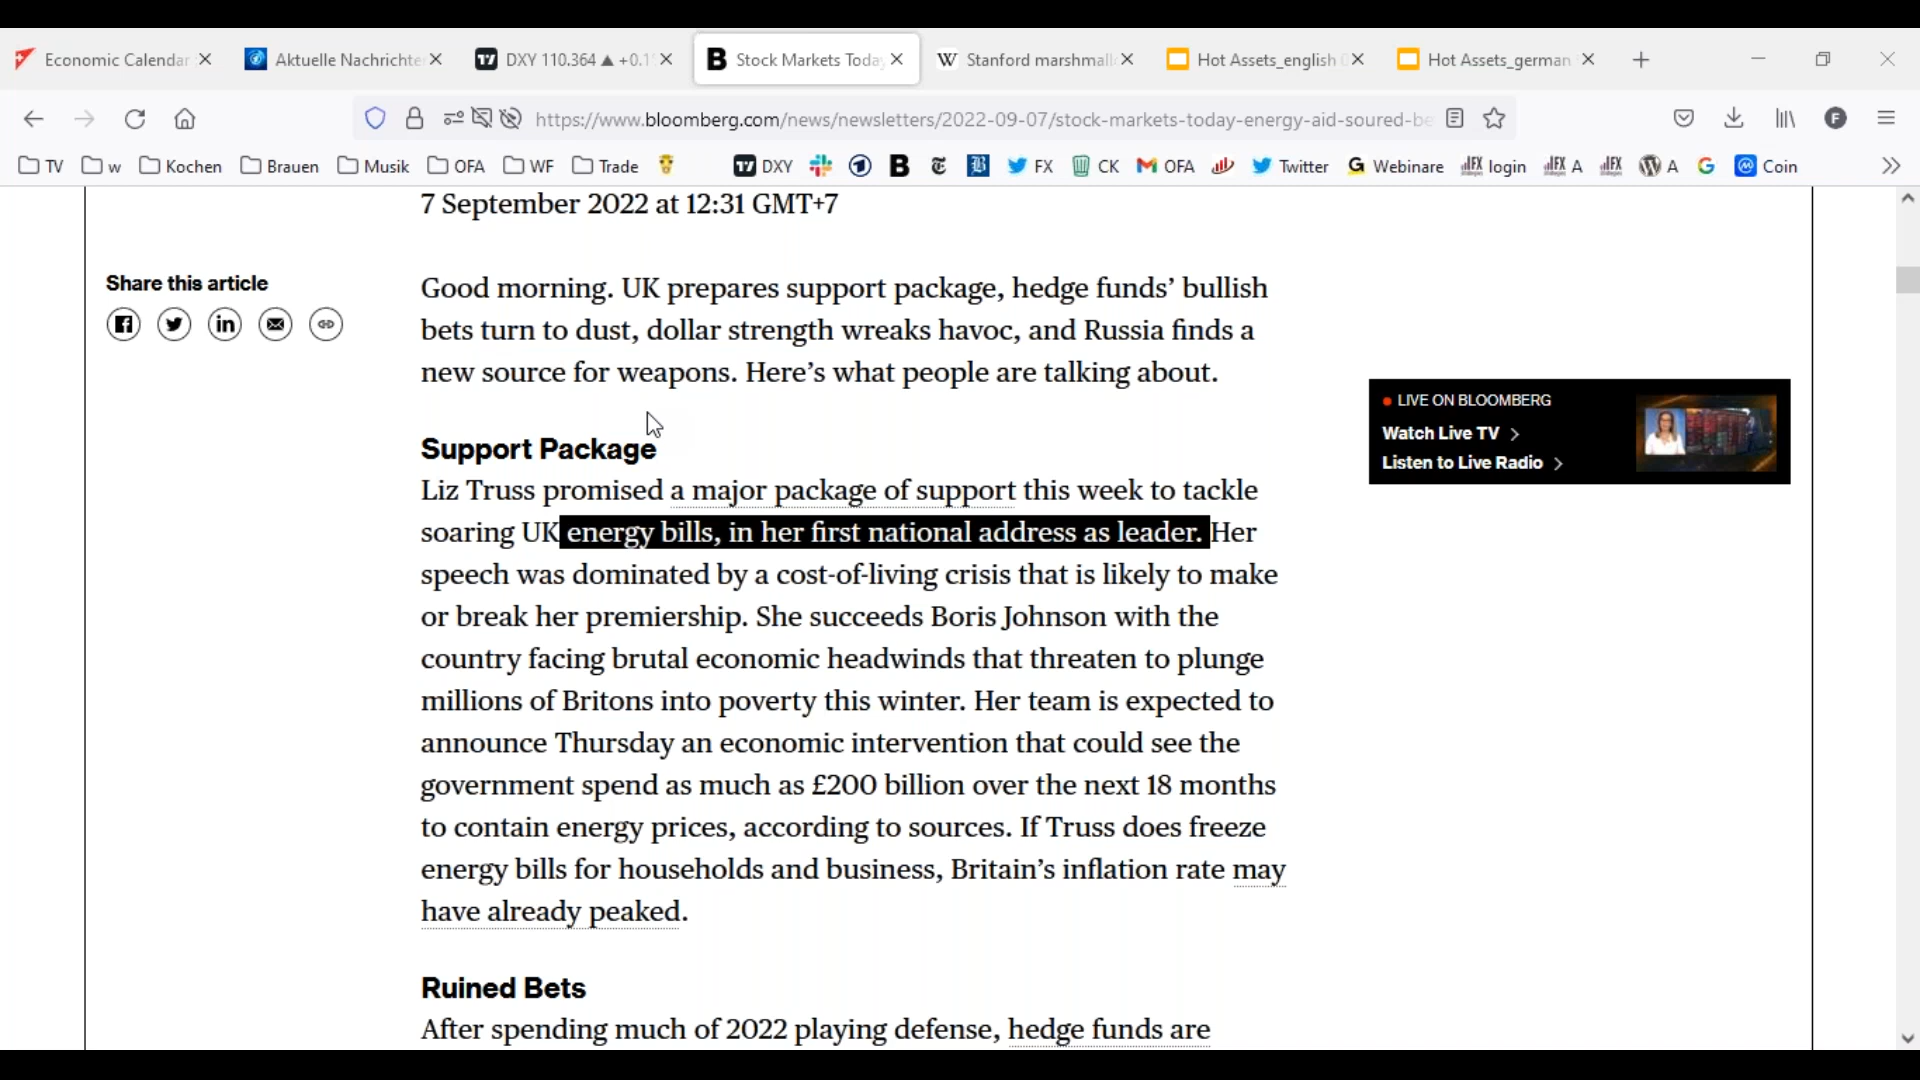 Economic Calendar
Aktuelle Nachrichte
DXY 110.364 ▲ +0.1
Stock Markets Toda
Stanford marshmall
Hot Assets_english
Hot Assets_german
https://www.bloomberg.com/news/newsletters/2022-09-07/stock-markets-today-energy-aid-soured-be
TV
w
Kochen
Brauen
Musik
OFA
WF
Trade
DXY
FX
CK
OFA
Twitter
Webinare
login
A
A
Coin
7 September 2022 at 12:31 GMT+7
Share this article
Good morning. UK prepares support package, hedge funds’ bullish
bets turn to dust, dollar strength wreaks havoc, and Russia finds a
new source for weapons. Here’s what people are talking about.
LIVE ON BLOOMBERG
Watch Live TV
Listen to Live Radio
Support Package
Liz Truss promised a major package of support this week to tackle
soaring UK energy bills, in her first national address as leader. Her
speech was dominated by a cost-of-living crisis that is likely to make
or break her premiership. She succeeds Boris Johnson with the
country facing brutal economic headwinds that threaten to plunge
millions of Britons into poverty this winter. Her team is expected to
announce Thursday an economic intervention that could see the
government spend as much as £200 billion over the next 18 months
to contain energy prices, according to sources. If Truss does freeze
energy bills for households and business, Britain’s inflation rate may
have already peaked.
Ruined Bets
After spending much of 2022 playing defense, hedge funds are